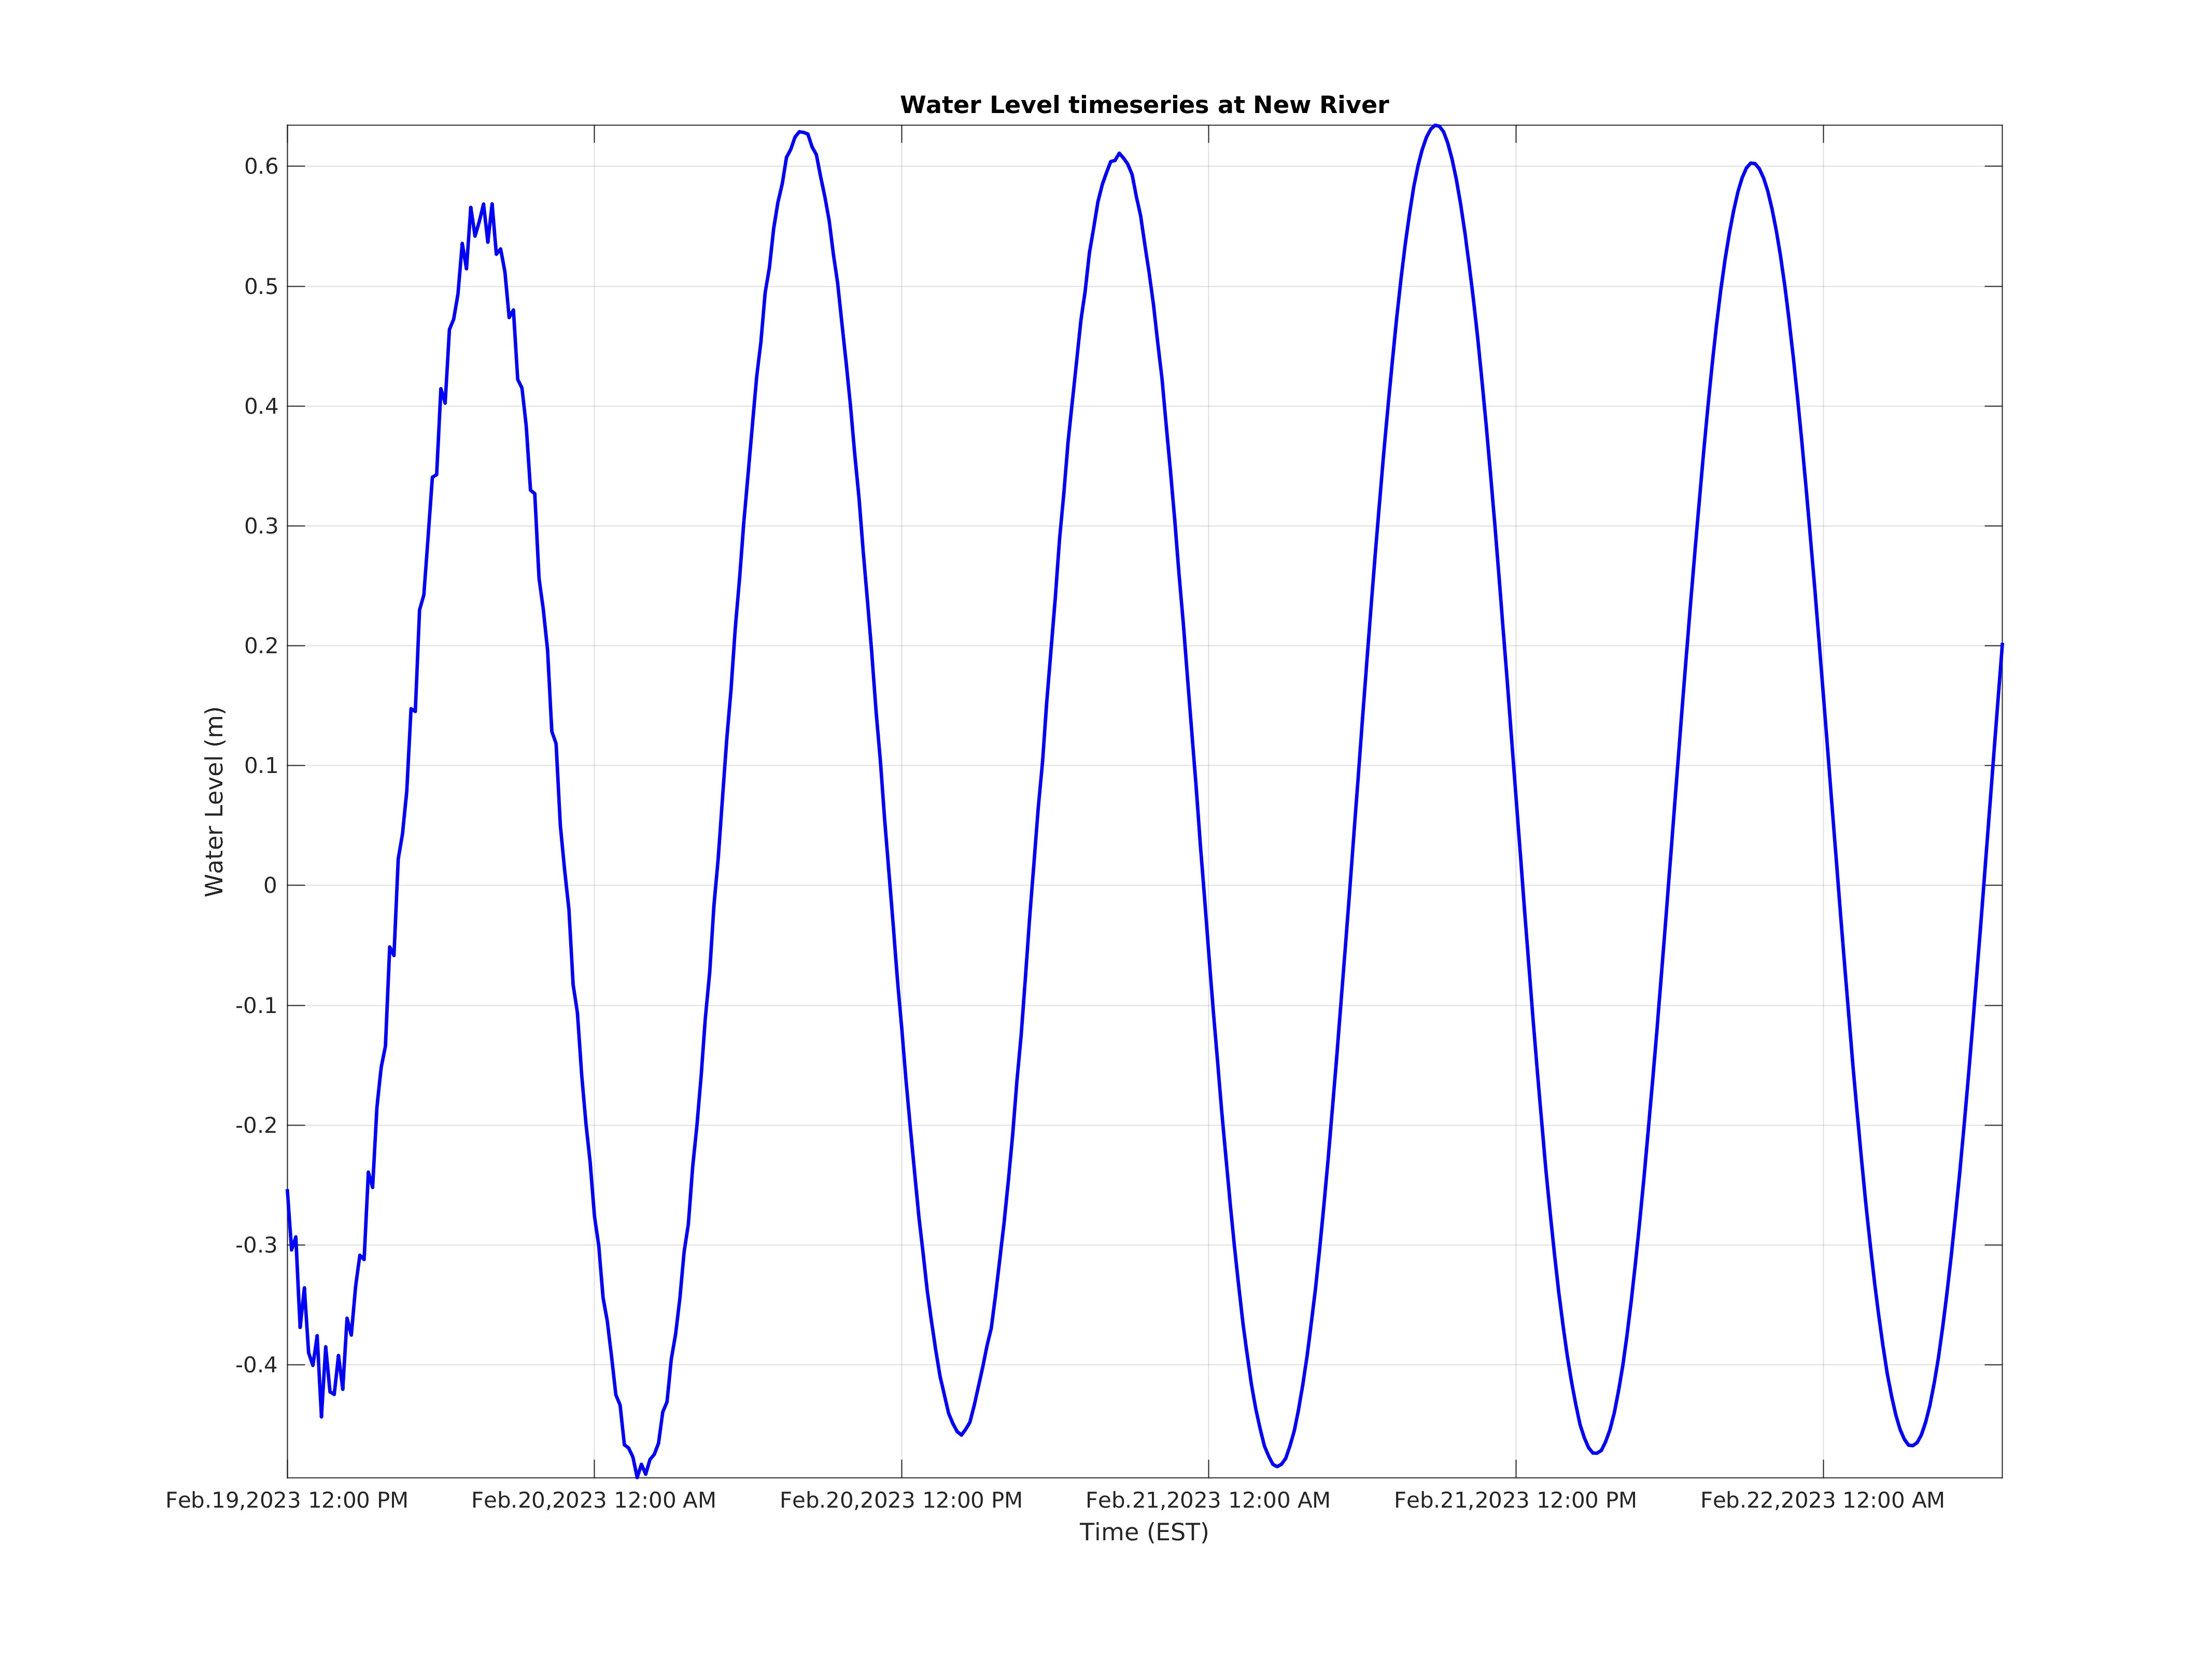 Water Level timeseries at New River
0.6
0.5
0.4
0.3
0.2
0.1
0
-0.1
-0.2
-0.3
-0.4
Water Level (m)
Feb.19,2023 12:00 PM Feb.20,2023 12:00 AM Feb.20,2023 12:00 PM Feb.21,2023 12:00 AM Feb.21,2023 12:00 PM Feb.22,2023 12:00 AM
Time (EST)